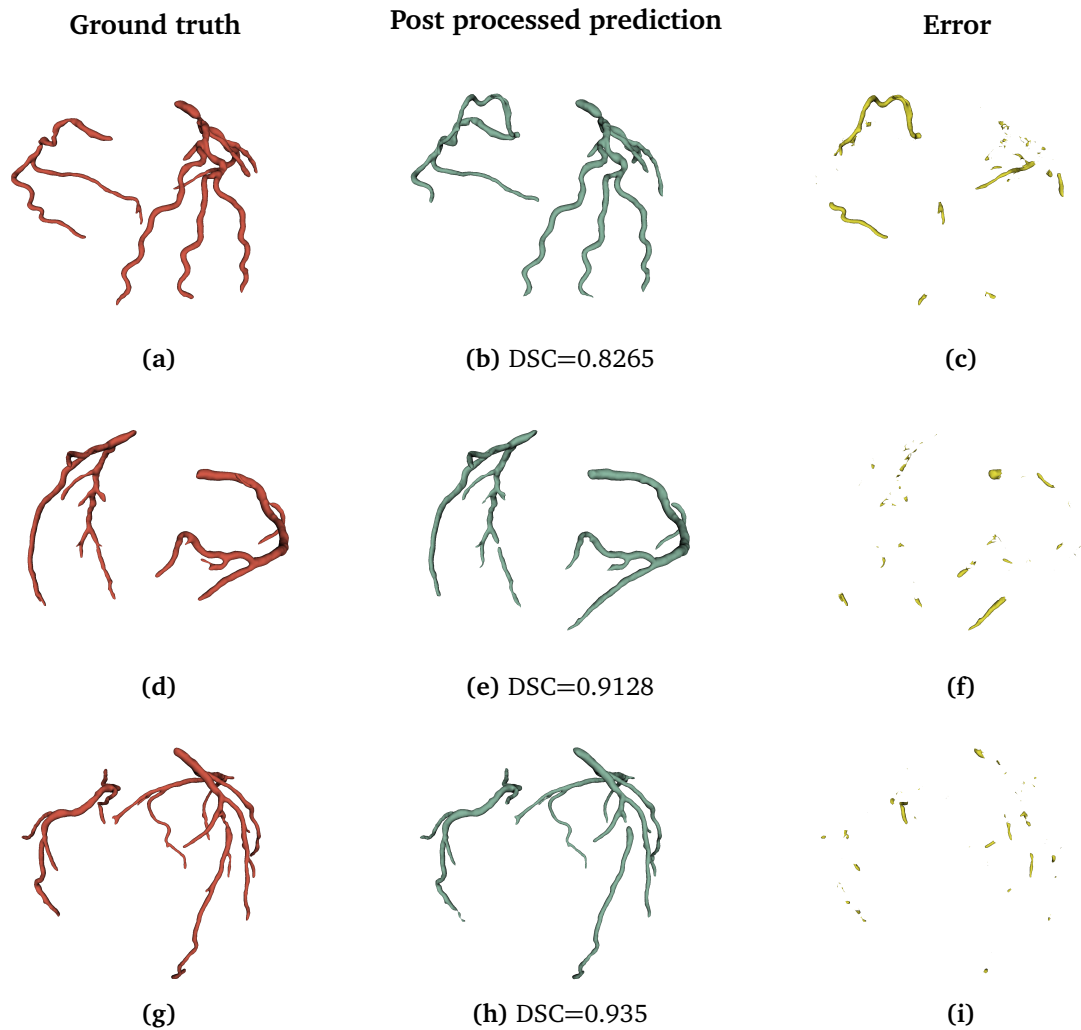 Ground truth
Post processed prediction
Error
(a)
(b) DSC=0.8265
(c)
(d)
(e) DSC=0.9128
(f)
(g)
(h) DSC=0.935
(i)